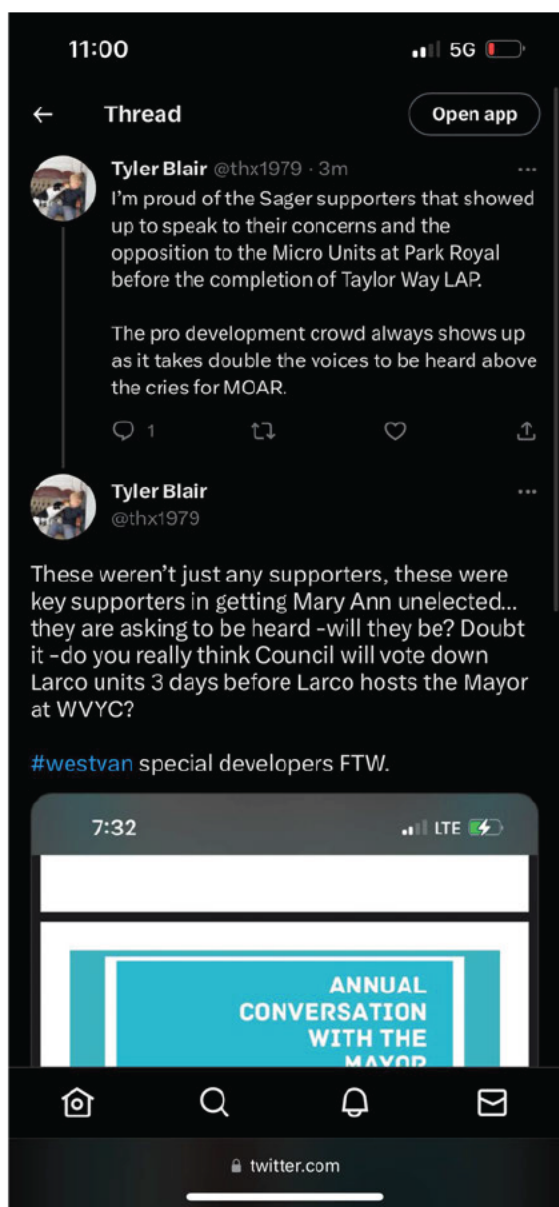 11:00
5G
Thread
Open app
Tyler Blair @thx1979 · 3m
I'm proud of the Sager supporters that showed
up to speak to their concerns and the
opposition to the Micro Units at Park Royal
before the completion of Taylor Way LAP.
The pro development crowd always shows up
as it takes double the voices to be heard above
the cries for MOAR.
1
Tyler Blair
@thx1979
These weren't just any supporters, these were
key supporters in getting Mary Ann unelected...
they are asking to be heard -will they be? Doubt
it -do you really think Council will vote down
Larco units 3 days before Larco hosts the Mayor
at WVYC?
#westvan special developers FTW.
7:32
LTE
ANNUAL
CONVERSATION
WITH THE
MAYOR
twitter.com